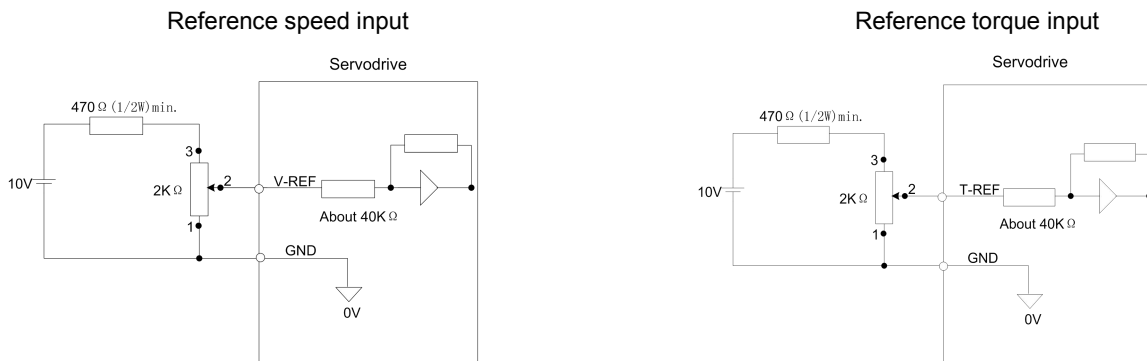 Reference speed input
Servodrive
470Ω(1/2W)min.
3
10V
2KΩ
2
V-REF
About 40KΩ
1
GND
0V
Reference torque input
Servodrive
470Ω(1/2W)min.
3
10V
2KΩ
2
T-REF
About 40KΩ
1
GND
0V